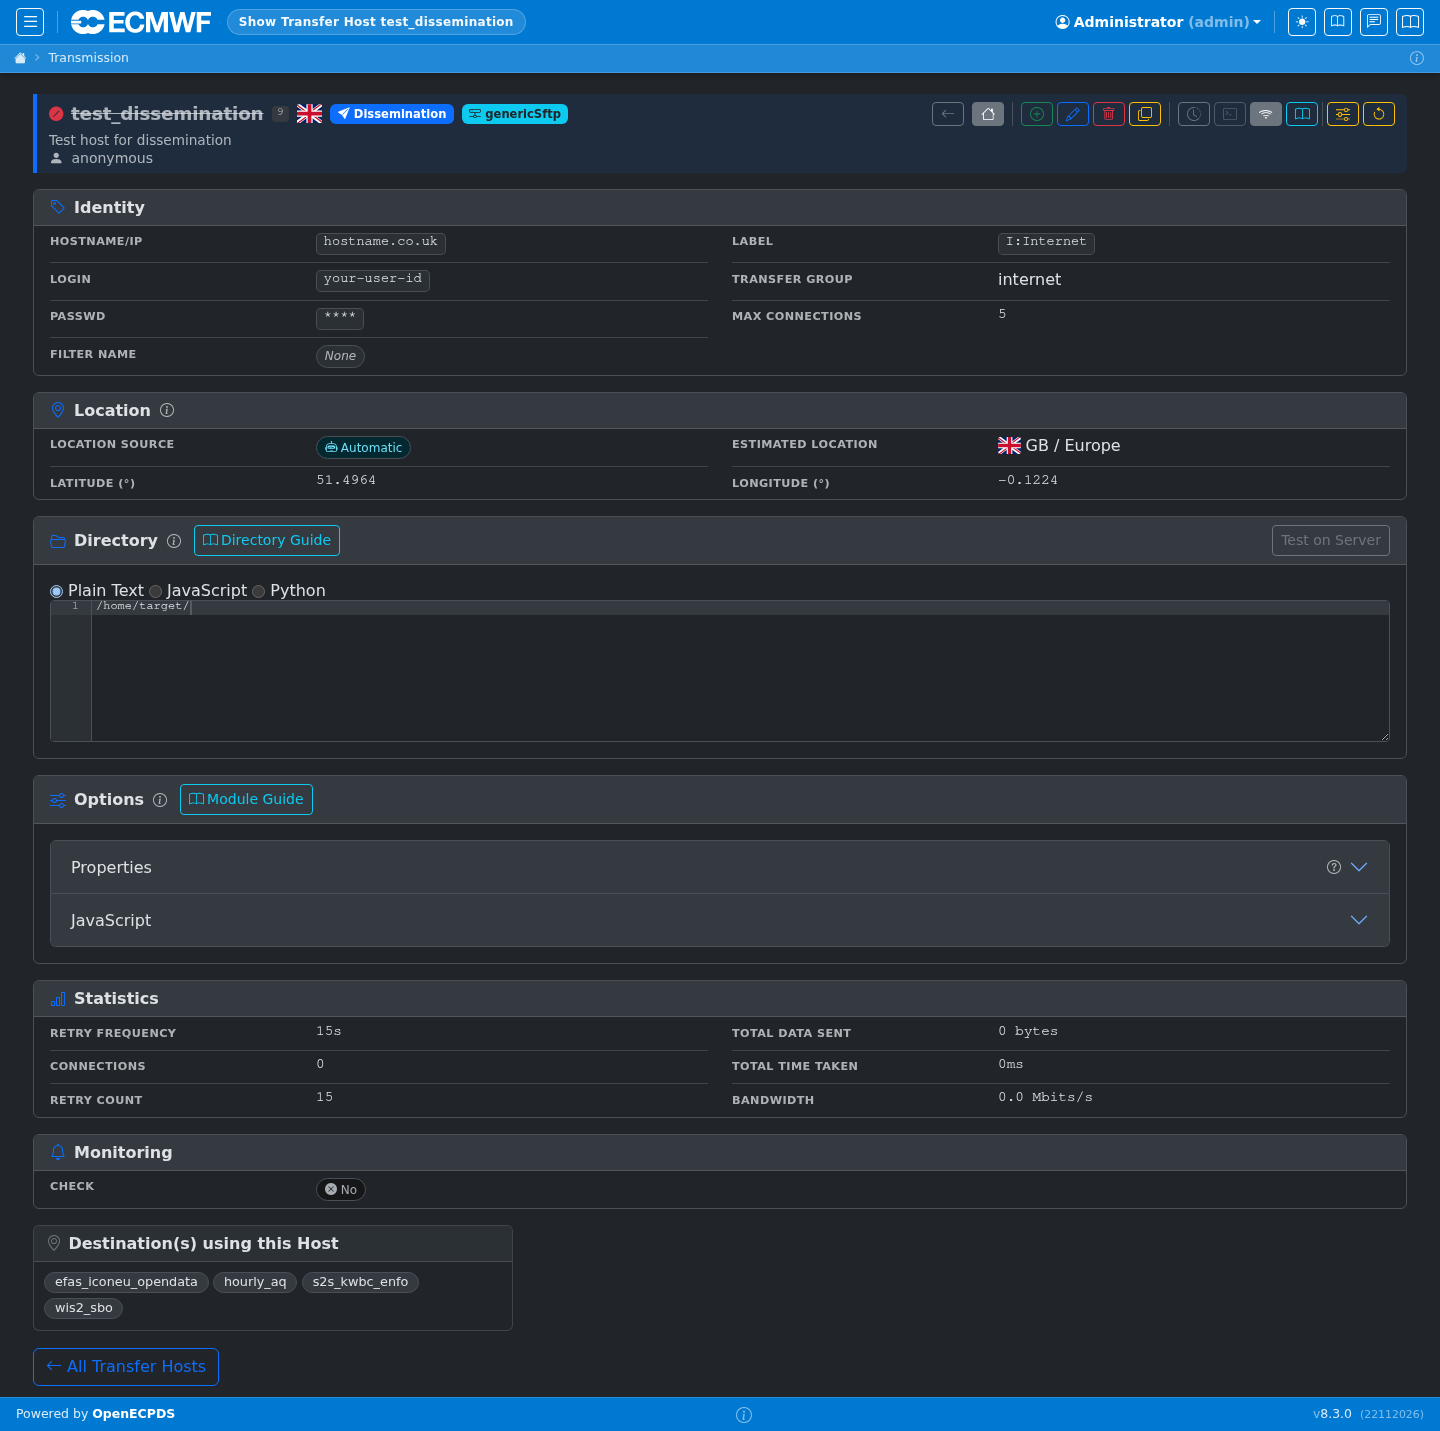 ECMWF Show Transfer Host test_dissemination Administrator (admin)
Transmission
test_dissemination 9 Dissemination genericSftp
Test host for dissemination
anonymous
Identity
HOSTNAME/IP hostname.co.uk LABEL I:Internet
LOGIN your-user-id TRANSFER GROUP internet
PASSWD **** MAX CONNECTIONS 5
FILTER NAME None
Location
LOCATION SOURCE Automatic ESTIMATED LOCATION GB / Europe
LATITUDE (°) 51.4964 LONGITUDE (°) -0.1224
Directory Directory Guide Test on Server
Plain Text JavaScript Python
1 /home/target/
Options Module Guide
Properties
JavaScript
Statistics
RETRY FREQUENCY 15s TOTAL DATA SENT 0 bytes
CONNECTIONS 0 TOTAL TIME TAKEN 0ms
RETRY COUNT 15 BANDWIDTH 0.0 Mbits/s
Monitoring
CHECK No
Destination(s) using this Host
efas_iconeu_opendata hourly_aq s2s_kwbc_enfo
wis2_sbo
← All Transfer Hosts
Powered by OpenECPDS v8.3.0 (22112026)